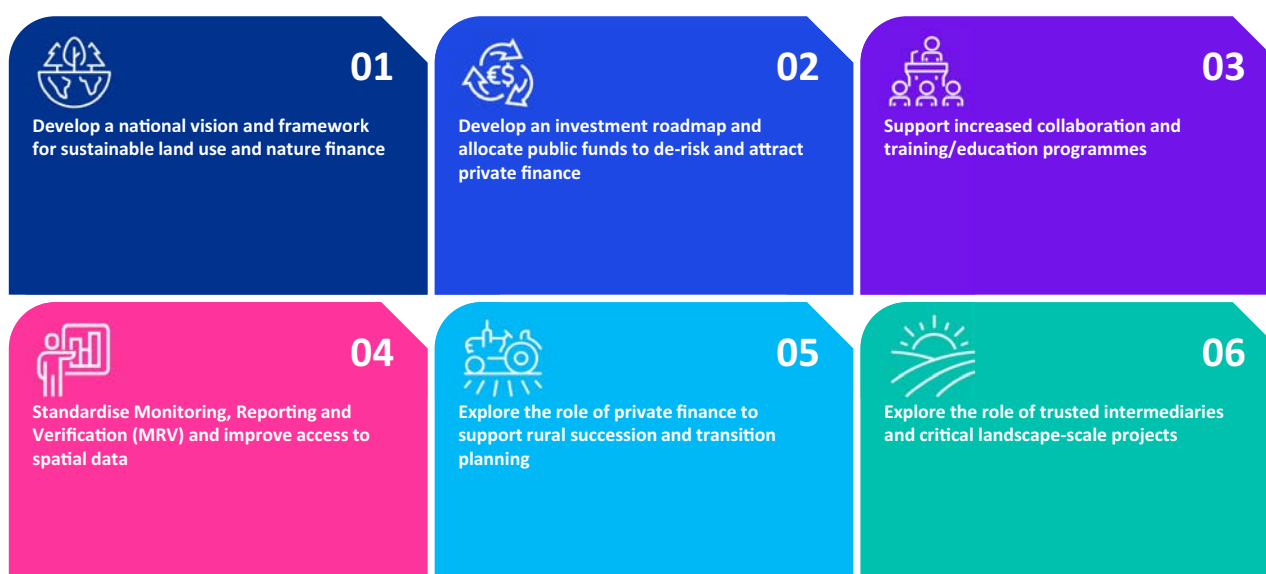 01
Develop a national vision and framework
for sustainable land use and nature finance
02
Develop an investment roadmap and
allocate public funds to de-risk and attract
private finance
03
Support increased collaboration and
training/education programmes
04
Standardise Monitoring, Reporting and
Verification (MRV) and improve access to
spatial data
05
Explore the role of private finance to
support rural succession and transition
planning
06
Explore the role of trusted intermediaries
and critical landscape-scale projects
€$